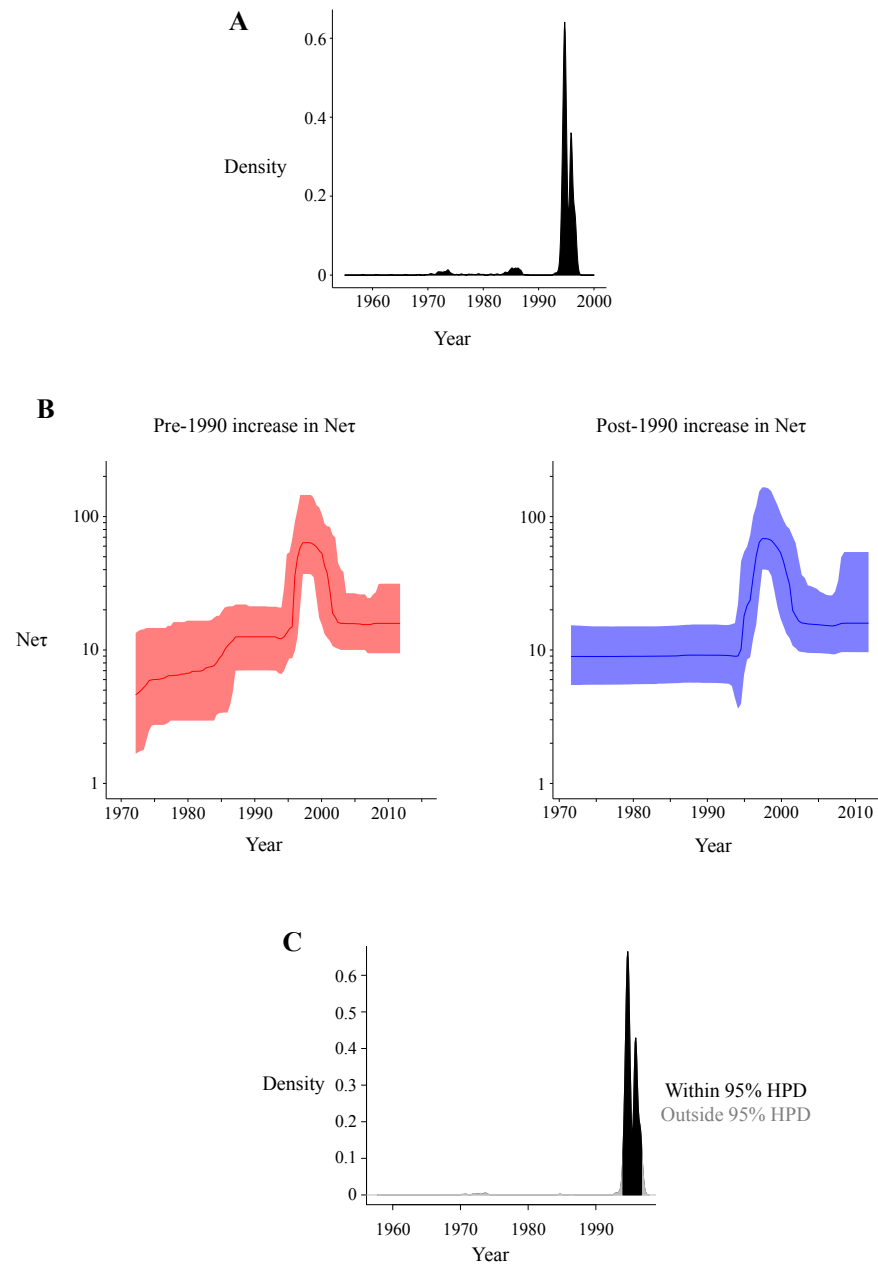 A
0.6
0.4
Density
0.2
0
1960 1970 1980 1990 2000
Year
B
Pre-1990 increase in Neτ
Post-1990 increase in Neτ
100
100
Neτ
10
10
1
1
1970 1980 1990 2000 2010
1970 1980 1990 2000 2010
Year
Year
C
0.6
0.5
0.4
0.3
Density
Within 95% HPD
Outside 95% HPD
0.2
0.1
0
1960 1970 1980 1990
Year